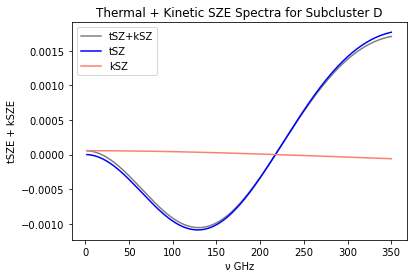 Thermal + Kinetic SZE Spectra for Subcluster D
tSZ+kSZ
tSZ
kSZ
tSZE + kSZE
0.0015
0.0010
0.0005
0.0000
−0.0005
−0.0010
0 50 100 150 200 250 300 350
ν GHz